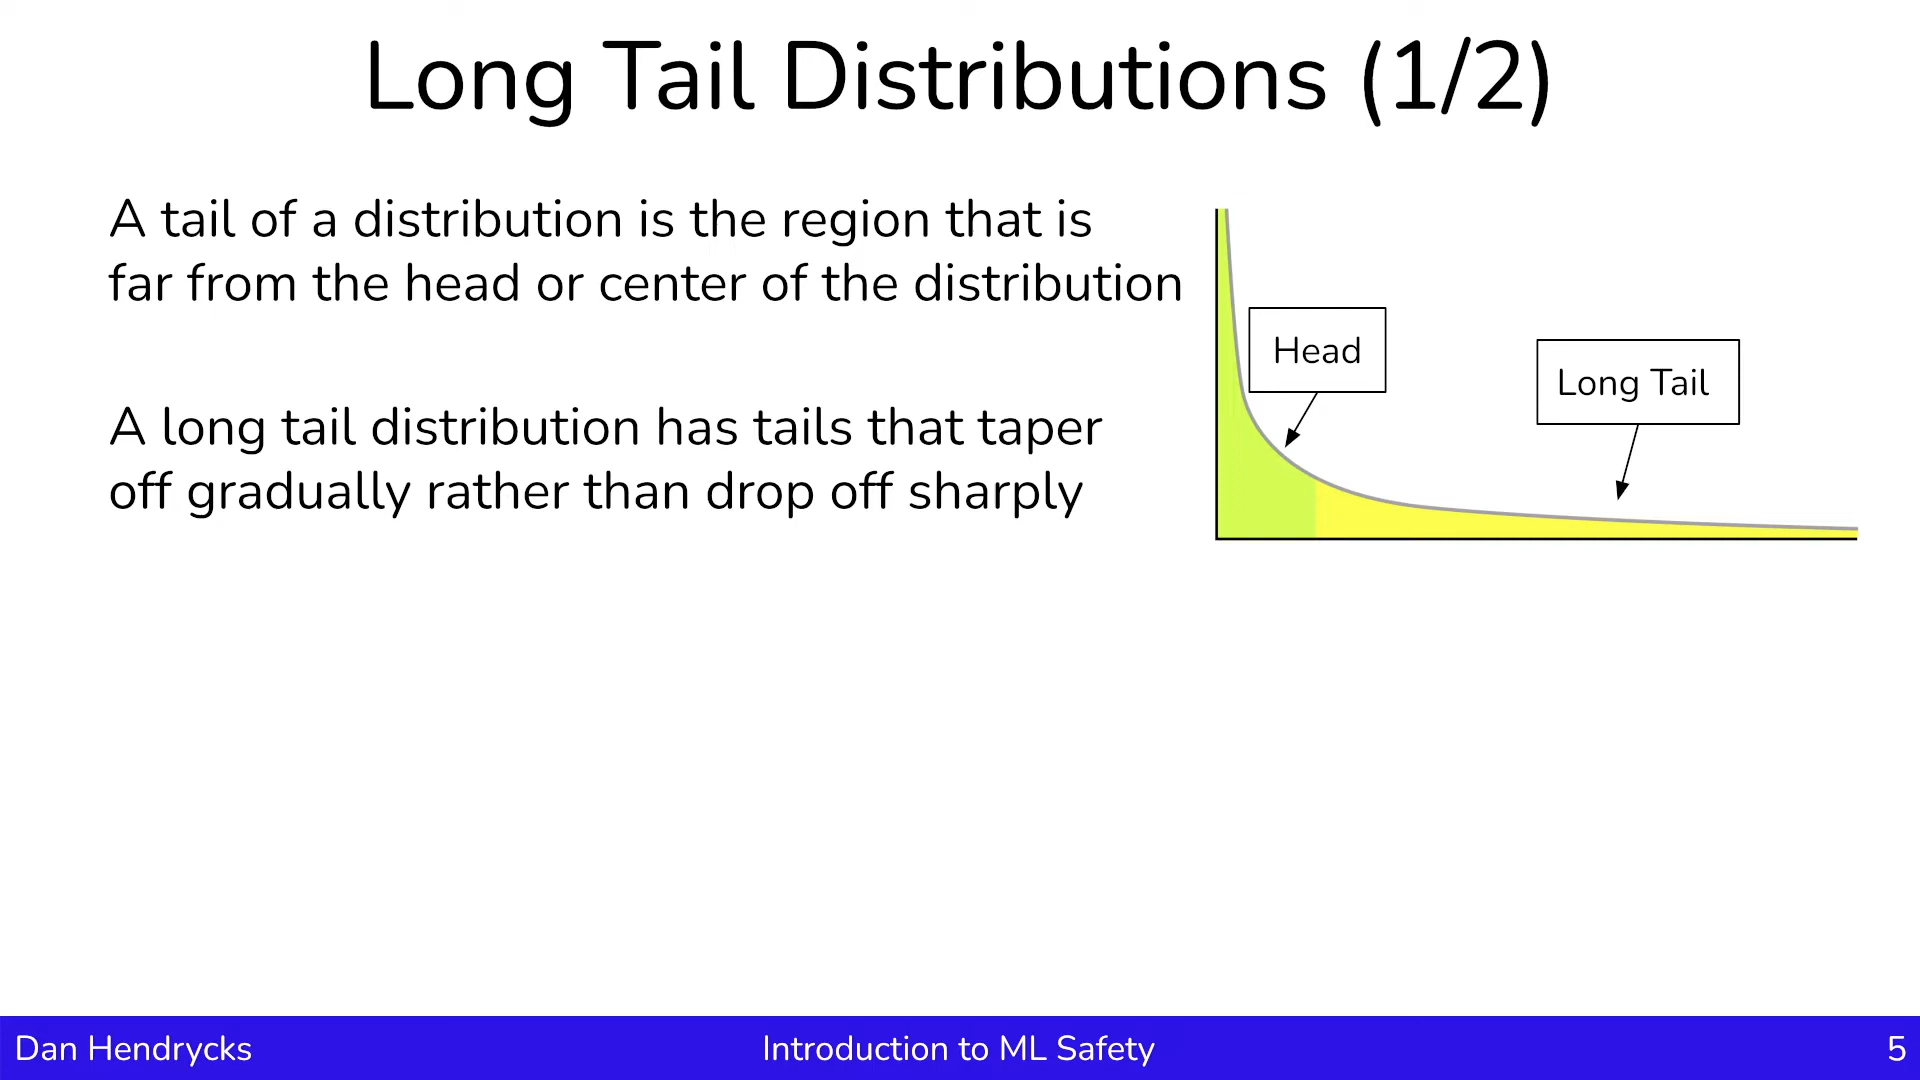 Long Tail Distributions (1/2)
A tail of a distribution is the region that is
far from the head or center of the distribution
A long tail distribution has tails that taper
off gradually rather than drop off sharply
Head
Long Tail
Dan Hendrycks
Introduction to ML Safety
5